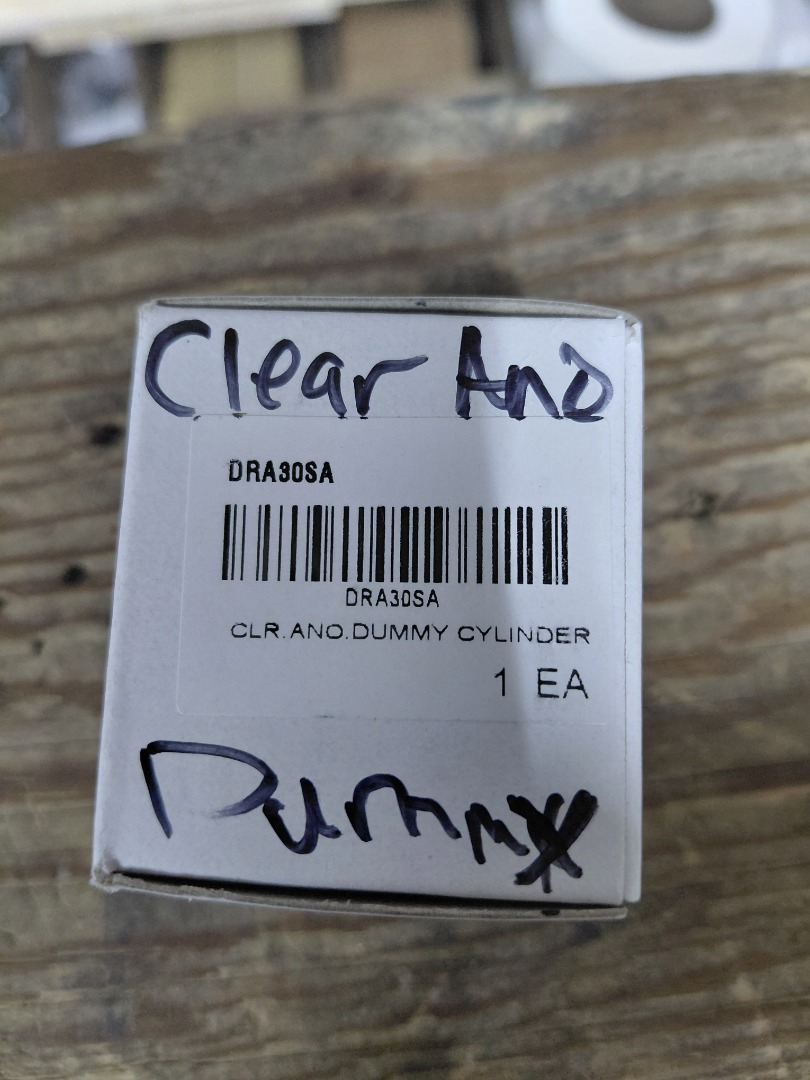 Clear Ano
DRA30SA
DRA30SA
CLR.ANO.DUMMY CYLINDER
1 EA
Dummy